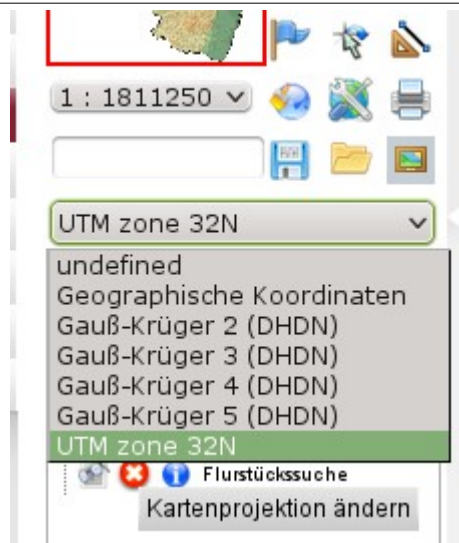 1 : 1811250
UTM zone 32N
undefined
Geographische Koordinaten
Gauß-Krüger 2 (DHDN)
Gauß-Krüger 3 (DHDN)
Gauß-Krüger 4 (DHDN)
Gauß-Krüger 5 (DHDN)
UTM zone 32N
Flurstückssuche
Kartenprojektion ändern